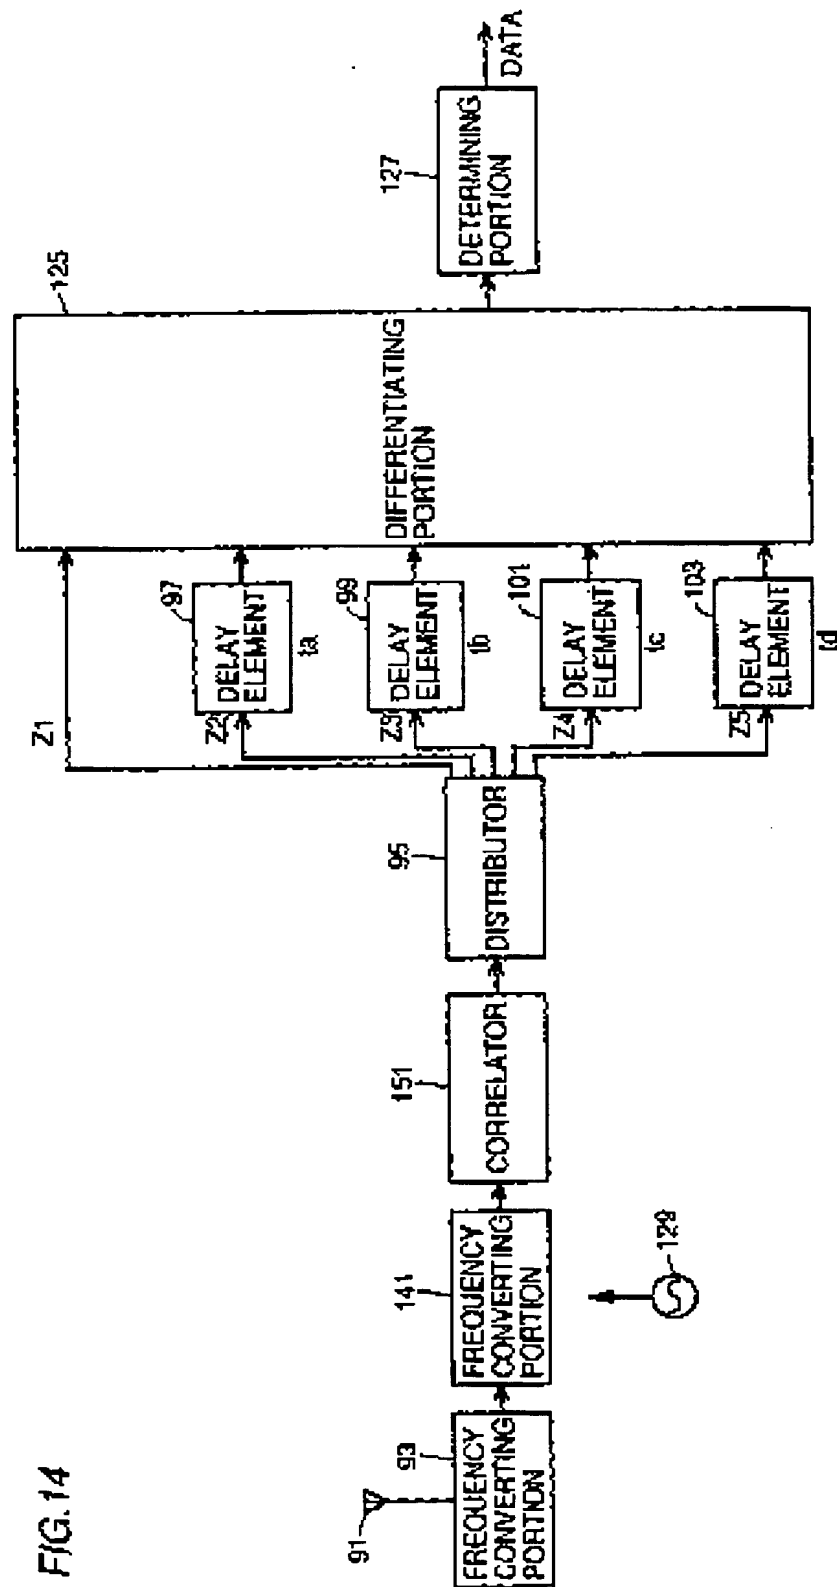 FIG.14
91
93
FREQUENCY
CONVERTING
PORTION
141
FREQUENCY
CONVERTING
PORTION
129
151
CORRELATOR
95
DISTRIBUTOR
Z1
Z2
97
DELAY
ELEMENT
ta
Z3
99
DELAY
ELEMENT
tb
Z4
101
DELAY
ELEMENT
tc
Z5
103
DELAY
ELEMENT
td
125
DIFFERENTIATING
PORTION
127
DETERMINING
PORTION
DATA